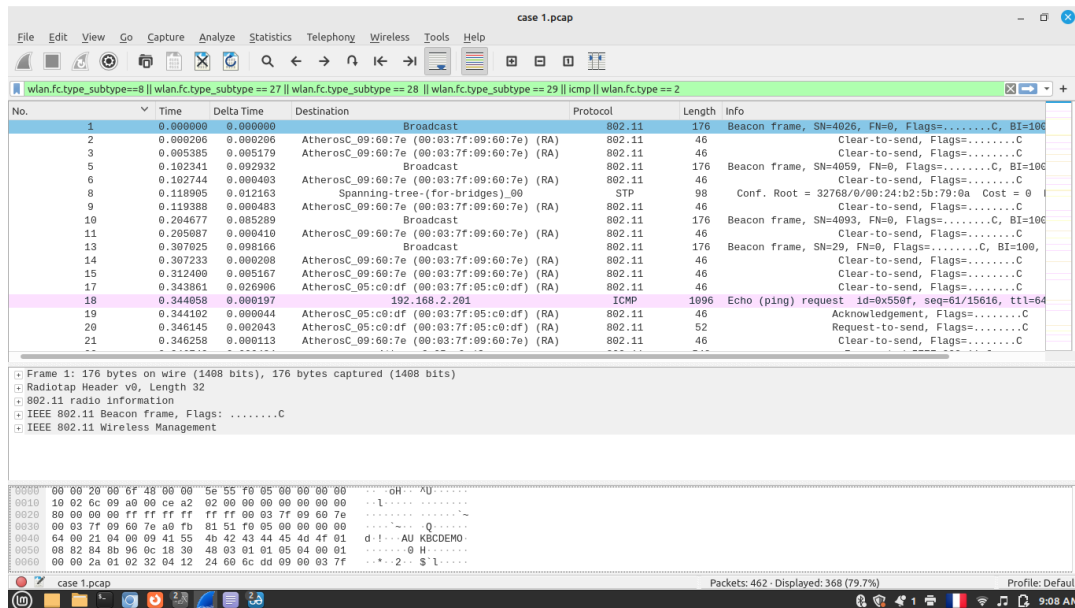 case 1.pcap
File Edit View Go Capture Analyze Statistics Telephony Wireless Tools Help
wlan.fc.type_subtype==8 || wlan.fc.type_subtype == 27 || wlan.fc.type_subtype == 28 || wlan.fc.type_subtype == 29 || icmp || wlan.fc.type == 2
No. Time Delta Time Destination Protocol Length Info
1 0.000000 0.000000 Broadcast 802.11 176 Beacon frame, SN=4026, FN=0, Flags=........C, BI=100
2 0.000206 0.000206 AtherosC_09:60:7e (00:03:7f:09:60:7e) (RA) 802.11 46 Clear-to-send, Flags=........C
3 0.005385 0.005179 AtherosC_09:60:7e (00:03:7f:09:60:7e) (RA) 802.11 46 Clear-to-send, Flags=........C
5 0.102341 0.092932 Broadcast 802.11 176 Beacon frame, SN=4059, FN=0, Flags=........C, BI=100
6 0.102744 0.000403 AtherosC_09:60:7e (00:03:7f:09:60:7e) (RA) 802.11 46 Clear-to-send, Flags=........C
8 0.118905 0.012163 Spanning-tree-(for-bridges)_00 STP 98 Conf. Root = 32768/0/00:24:b2:5b:79:0a Cost = 0
9 0.119388 0.000483 AtherosC_09:60:7e (00:03:7f:09:60:7e) (RA) 802.11 46 Clear-to-send, Flags=........C
10 0.204677 0.085289 Broadcast 802.11 176 Beacon frame, SN=4093, FN=0, Flags=........C, BI=100
11 0.205087 0.000410 AtherosC_09:60:7e (00:03:7f:09:60:7e) (RA) 802.11 46 Clear-to-send, Flags=........C
13 0.307025 0.098166 Broadcast 802.11 176 Beacon frame, SN=29, FN=0, Flags=........C, BI=100,
14 0.307233 0.000208 AtherosC_09:60:7e (00:03:7f:09:60:7e) (RA) 802.11 46 Clear-to-send, Flags=........C
15 0.312400 0.005167 AtherosC_09:60:7e (00:03:7f:09:60:7e) (RA) 802.11 46 Clear-to-send, Flags=........C
17 0.343861 0.026906 AtherosC_05:c0:df (00:03:7f:05:c0:df) (RA) 802.11 46 Clear-to-send, Flags=........C
18 0.344058 0.000197 192.168.2.201 ICMP 1096 Echo (ping) request id=0x550f, seq=61/15616, ttl=64
19 0.344102 0.000044 AtherosC_05:c0:df (00:03:7f:05:c0:df) (RA) 802.11 46 Acknowledgement, Flags=........C
20 0.346145 0.002043 AtherosC_05:c0:df (00:03:7f:05:c0:df) (RA) 802.11 52 Request-to-send, Flags=........C
21 0.346258 0.000113 AtherosC_05:c0:df (00:03:7f:05:c0:df) (RA) 802.11 46 Clear-to-send, Flags=........C
Frame 1: 176 bytes on wire (1408 bits), 176 bytes captured (1408 bits)
Radiotap Header v0, Length 32
802.11 radio information
IEEE 802.11 Beacon frame, Flags: ........C
IEEE 802.11 Wireless Management
0000 00 00 20 00 6f 48 00 00 5e 55 f0 05 00 00 00 00 ·· ·oH·· ^U······
0010 10 02 6c 09 a0 00 ce a2 02 00 00 00 00 00 00 00 ··l····· ········
0020 80 00 00 00 ff ff ff ff ff ff 00 03 7f 09 60 7e ········ ······`~
0030 00 03 7f 09 60 7e a0 fb 81 51 f0 05 00 00 00 00 ····`~·· ·Q······
0040 64 00 21 04 00 09 41 55 4b 42 43 44 45 4d 4f 01 d·!···AU KBCDEMO·
0050 08 82 84 8b 96 0c 18 30 48 03 01 01 05 04 00 01 ·······0 H·······
0060 00 00 2a 01 02 32 04 12 24 60 6c dd 09 00 03 7f ··*··2·· $`l·····
case 1.pcap Packets: 462 · Displayed: 368 (79.7%) Profile: Defaul
2 2 1 9:08 AM